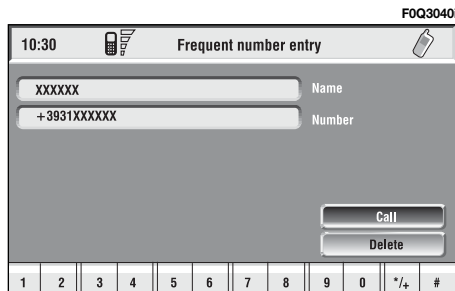 F0Q3040i
10:30 Frequent number entry
XXXXXX Name
+3931XXXXXX Number
Call
Delete
1 2 3 4 5 6 7 8 9 0 */+ #